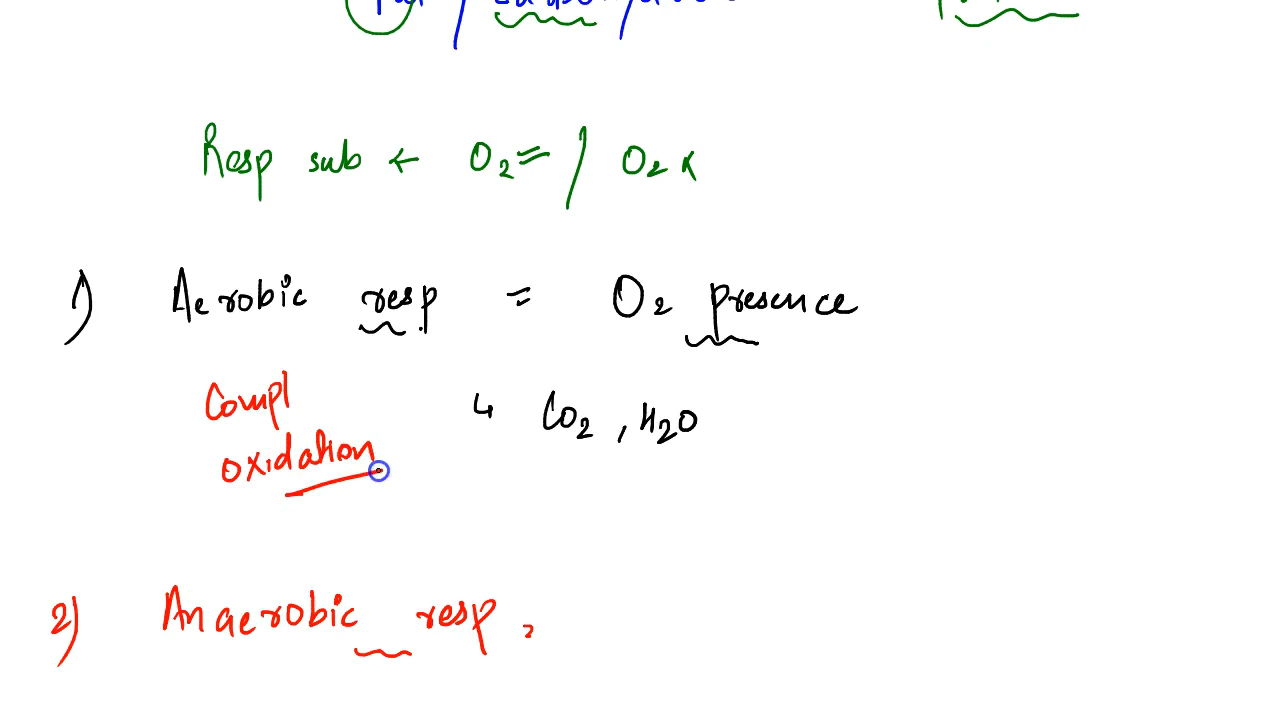 Resp sub ← O2 = / O2 x
1) Aerobic resp = O2 presence
Compl ↳ CO2 , H2O
oxidation
2) Anaerobic resp ,